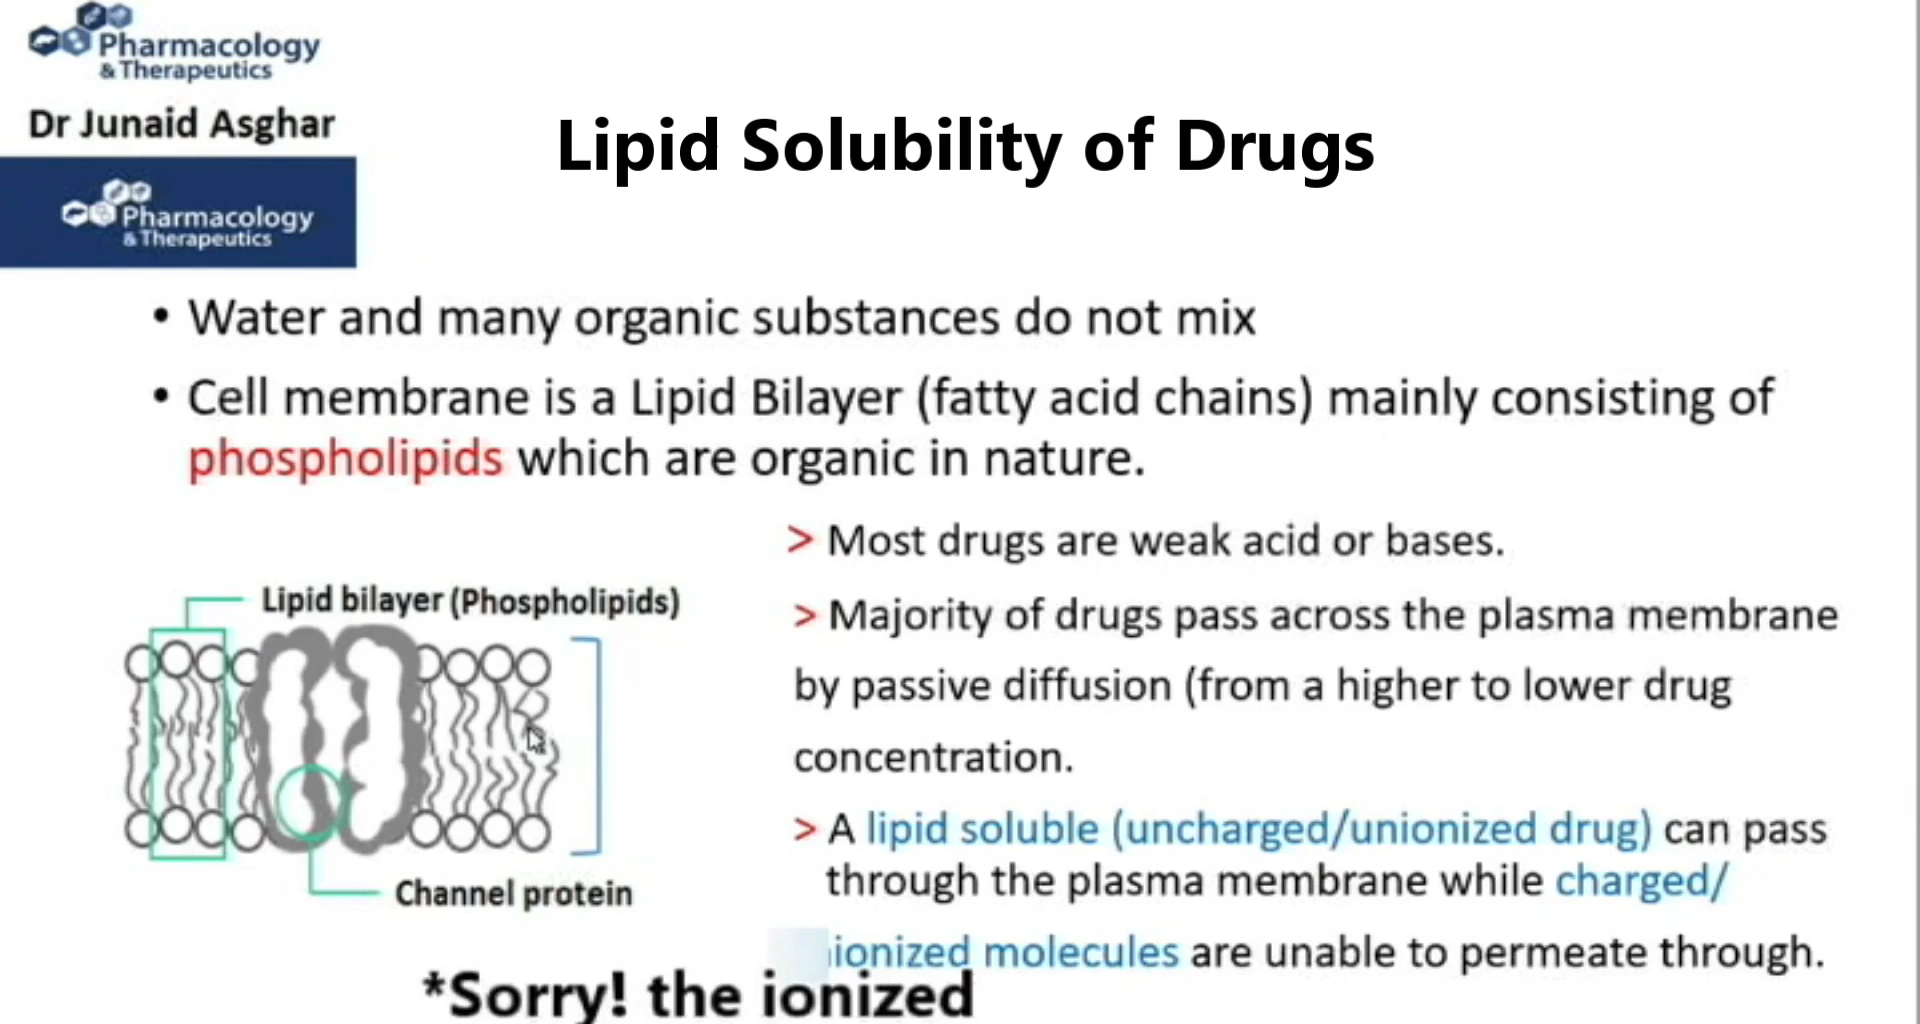 Pharmacology
& Therapeutics
Dr Junaid Asghar
Pharmacology
& Therapeutics
Lipid Solubility of Drugs
• Water and many organic substances do not mix
• Cell membrane is a Lipid Bilayer (fatty acid chains) mainly consisting of
phospholipids which are organic in nature.
Lipid bilayer (Phospholipids)
Channel protein
> Most drugs are weak acid or bases.
> Majority of drugs pass across the plasma membrane
by passive diffusion (from a higher to lower drug
concentration.
> A lipid soluble (uncharged/unionized drug) can pass
through the plasma membrane while charged/
ionized molecules are unable to permeate through.
*Sorry! the ionized